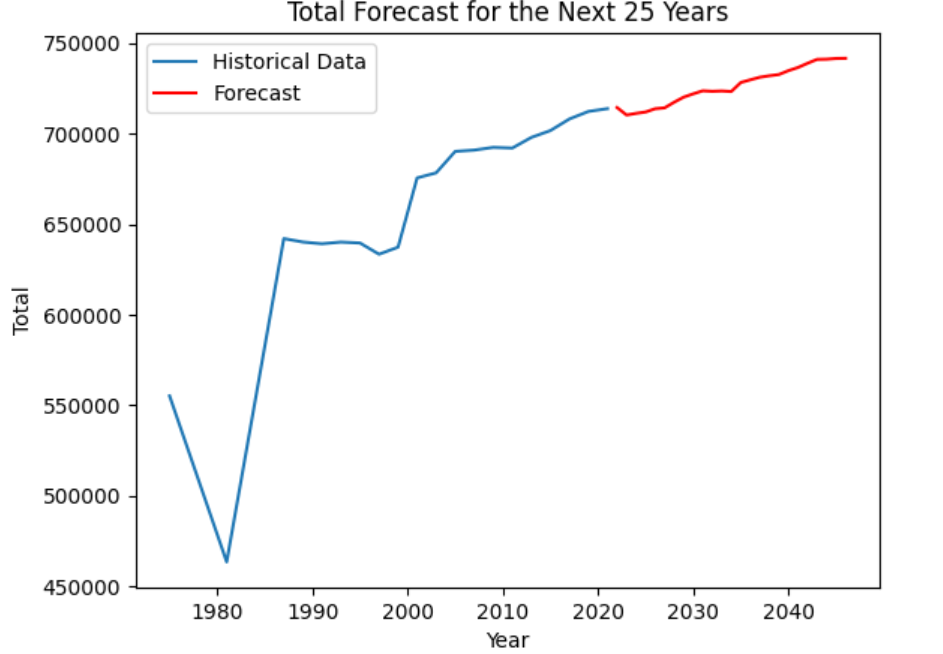 Total Forecast for the Next 25 Years
Historical Data
Forecast
750000
700000
650000
600000
550000
500000
450000
Total
1980 1990 2000 2010 2020 2030 2040
Year